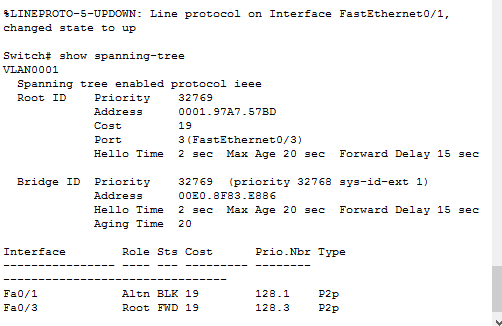 %LINEPROTO-5-UPDOWN: Line protocol on Interface FastEthernet0/1,
changed state to up

Switch# show spanning-tree
VLAN0001
  Spanning tree enabled protocol ieee
  Root ID    Priority    32769
             Address     0001.97A7.57BD
             Cost        19
             Port        3(FastEthernet0/3)
             Hello Time  2 sec  Max Age 20 sec  Forward Delay 15 sec

  Bridge ID  Priority    32769  (priority 32768 sys-id-ext 1)
             Address     00E0.8F83.E886
             Hello Time  2 sec  Max Age 20 sec  Forward Delay 15 sec
             Aging Time  20

Interface        Role Sts Cost      Prio.Nbr Type
---------------- ---- --- --------- --------
--------------------------------
Fa0/1            Altn BLK 19        128.1    P2p
Fa0/3            Root FWD 19        128.3    P2p